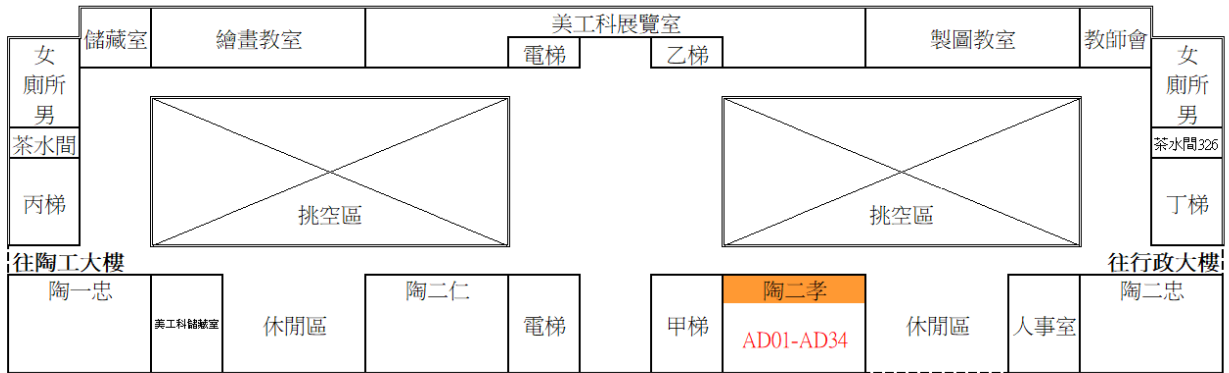 美工科展覽室
儲藏室
繪畫教室
電梯
乙梯
製圖教室
教師會
女
廁所
男
女
廁所
男
茶水間
茶水間326
丙梯
挑空區
挑空區
丁梯
往陶工大樓
往行政大樓
陶一忠
美工科儲藏室
休閒區
陶二仁
電梯
甲梯
陶二孝
AD01-AD34
休閒區
人事室
陶二忠